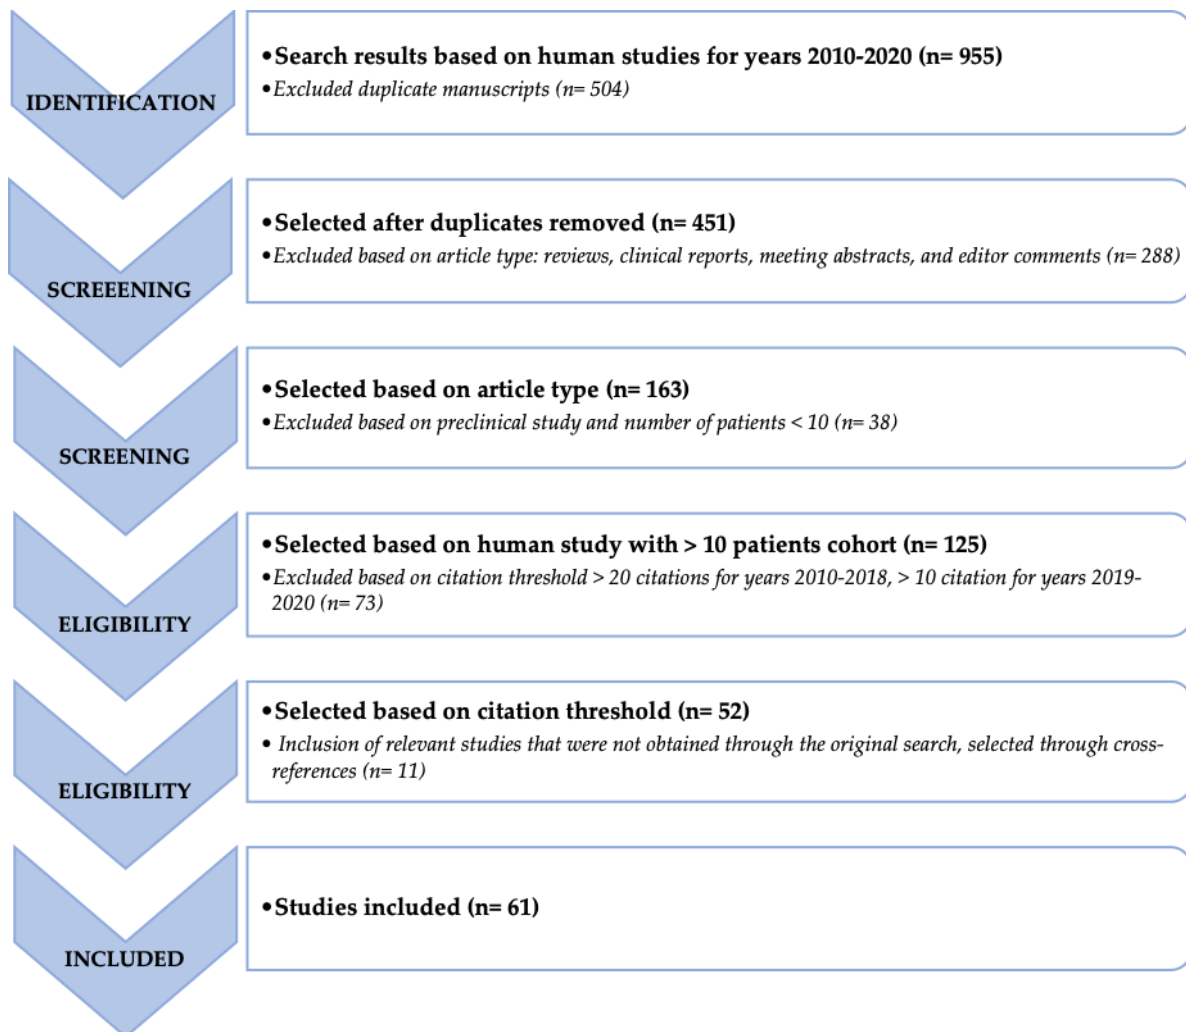 IDENTIFICATION
•Search results based on human studies for years 2010-2020 (n= 955)
•Excluded duplicate manuscripts (n= 504)
SCREEENING
•Selected after duplicates removed (n= 451)
•Excluded based on article type: reviews, clinical reports, meeting abstracts, and editor comments (n= 288)
SCREENING
•Selected based on article type (n= 163)
•Excluded based on preclinical study and number of patients < 10 (n= 38)
ELIGIBILITY
•Selected based on human study with > 10 patients cohort (n= 125)
•Excluded based on citation threshold > 20 citations for years 2010-2018, > 10 citation for years 2019-
2020 (n= 73)
ELIGIBILITY
•Selected based on citation threshold (n= 52)
• Inclusion of relevant studies that were not obtained through the original search, selected through cross-
references (n= 11)
INCLUDED
•Studies included (n= 61)